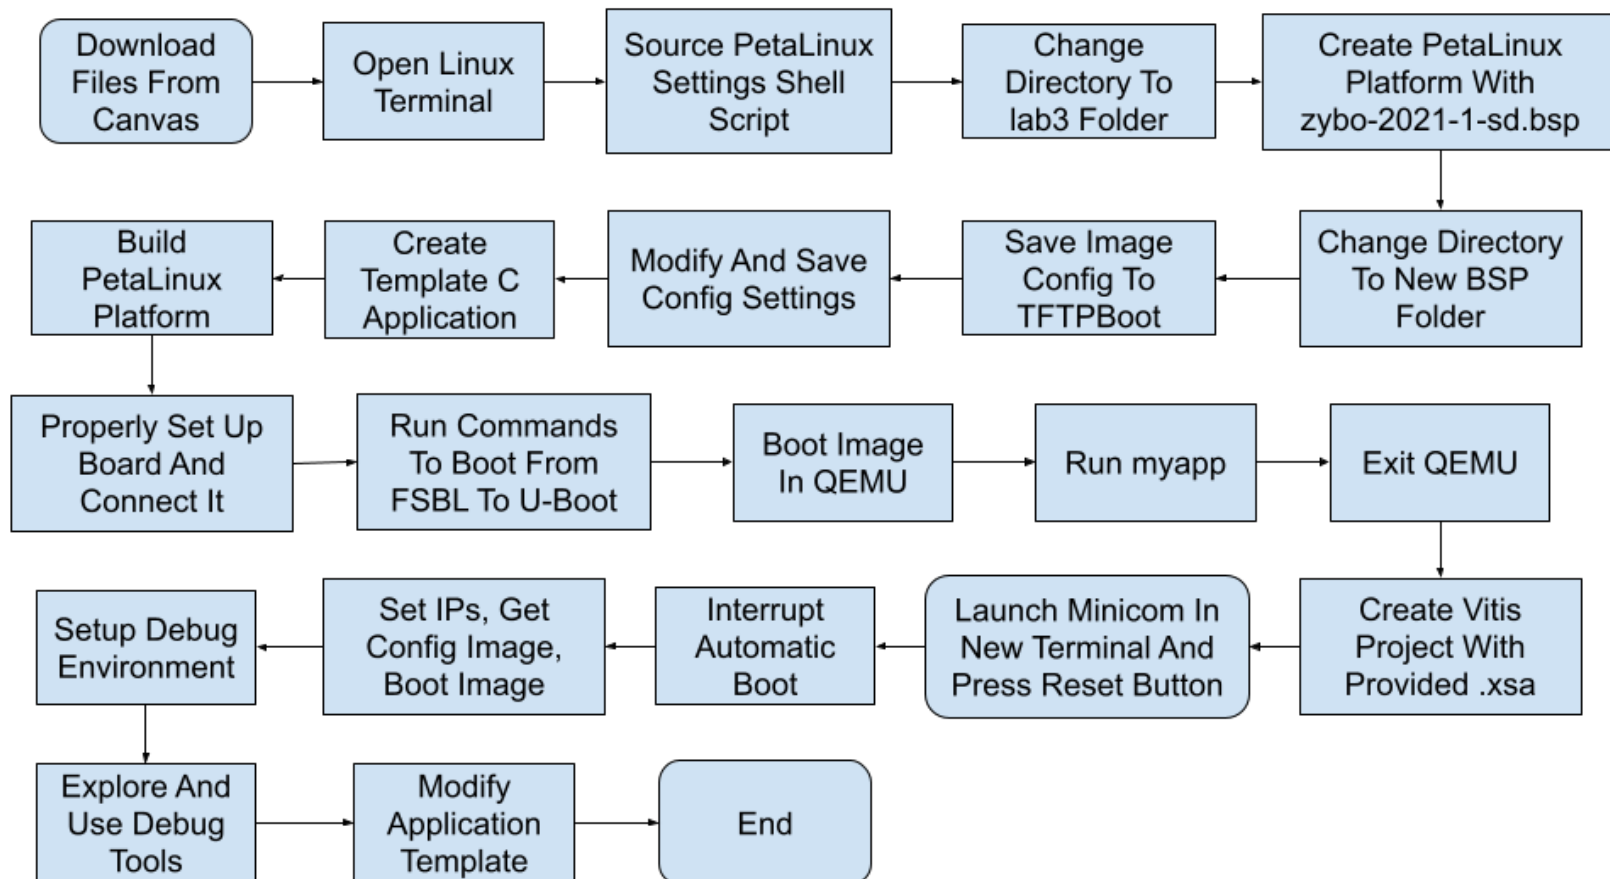 Download
Files From
Canvas
Open Linux
Terminal
Source PetaLinux
Settings Shell
Script
Change
Directory To
lab3 Folder
Create PetaLinux
Platform With
zybo-2021-1-sd.bsp
Change Directory
To New BSP
Folder
Save Image
Config To
TFTPBoot
Modify And Save
Config Settings
Create
Template C
Application
Build
PetaLinux
Platform
Properly Set Up
Board And
Connect It
Run Commands
To Boot From
FSBL To U-Boot
Boot Image
In QEMU
Run myapp
Exit QEMU
Create Vitis
Project With
Provided .xsa
Launch Minicom In
New Terminal And
Press Reset Button
Interrupt
Automatic
Boot
Set IPs, Get
Config Image,
Boot Image
Setup Debug
Environment
Explore And
Use Debug
Tools
Modify
Application
Template
End